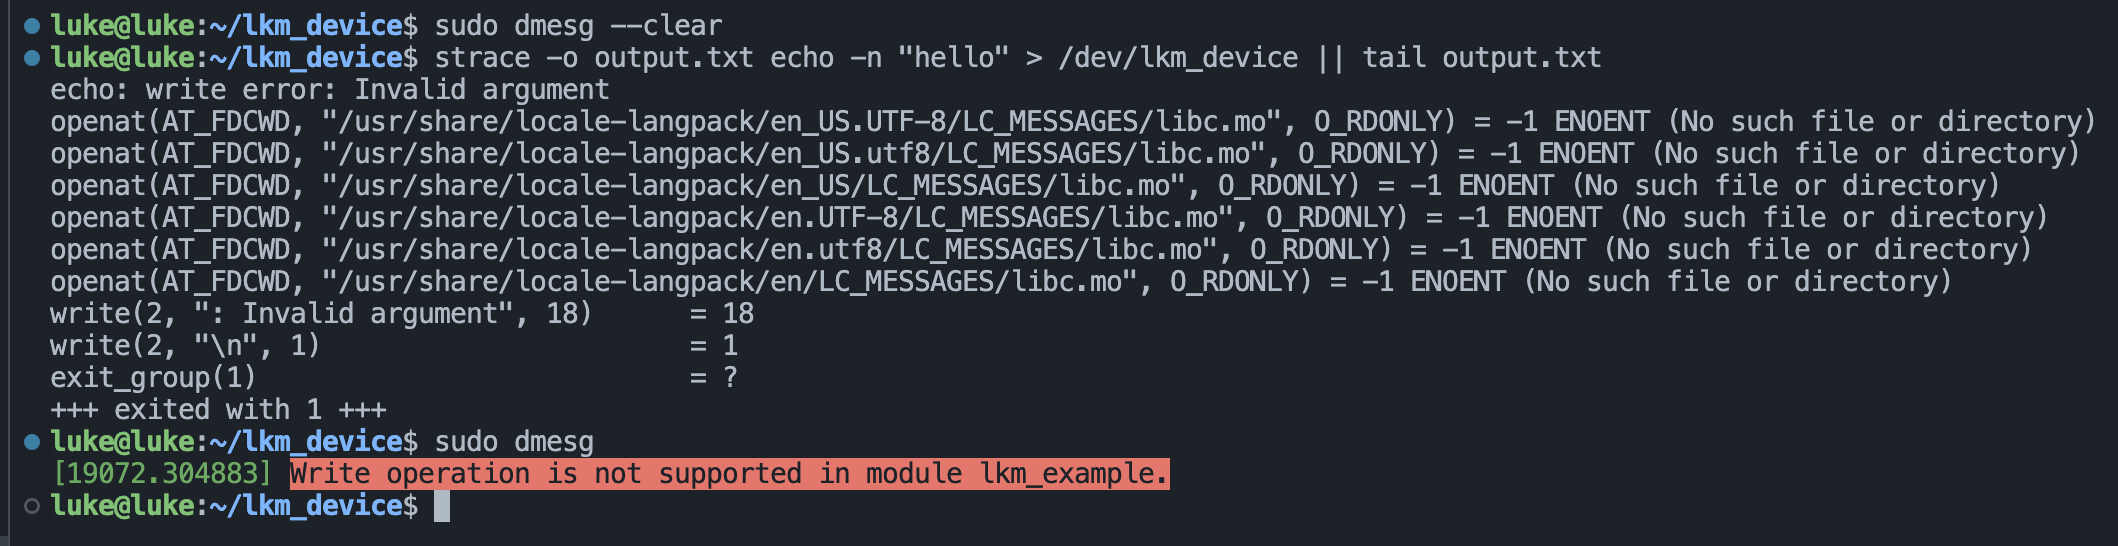 luke@luke:~/lkm_device$ sudo dmesg --clear
luke@luke:~/lkm_device$ strace -o output.txt echo -n "hello" > /dev/lkm_device || tail output.txt
echo: write error: Invalid argument
openat(AT_FDCWD, "/usr/share/locale-langpack/en_US.UTF-8/LC_MESSAGES/libc.mo", O_RDONLY) = -1 ENOENT (No such file or directory)
openat(AT_FDCWD, "/usr/share/locale-langpack/en_US.utf8/LC_MESSAGES/libc.mo", O_RDONLY) = -1 ENOENT (No such file or directory)
openat(AT_FDCWD, "/usr/share/locale-langpack/en_US/LC_MESSAGES/libc.mo", O_RDONLY) = -1 ENOENT (No such file or directory)
openat(AT_FDCWD, "/usr/share/locale-langpack/en.UTF-8/LC_MESSAGES/libc.mo", O_RDONLY) = -1 ENOENT (No such file or directory)
openat(AT_FDCWD, "/usr/share/locale-langpack/en.utf8/LC_MESSAGES/libc.mo", O_RDONLY) = -1 ENOENT (No such file or directory)
openat(AT_FDCWD, "/usr/share/locale-langpack/en/LC_MESSAGES/libc.mo", O_RDONLY) = -1 ENOENT (No such file or directory)
write(2, ": Invalid argument", 18)      = 18
write(2, "\n", 1)                       = 1
exit_group(1)                           = ?
+++ exited with 1 +++
luke@luke:~/lkm_device$ sudo dmesg
[19072.304883] Write operation is not supported in module lkm_example.
luke@luke:~/lkm_device$